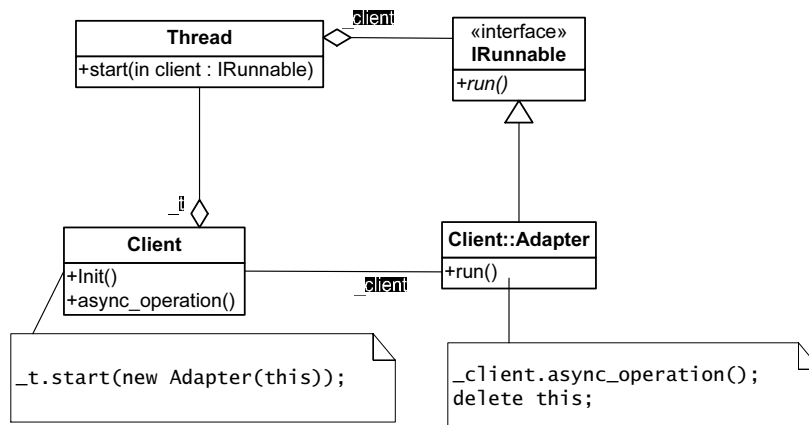 _client
Thread
+start(in client : IRunnable)
«interface»
IRunnable
+run()
_t
Client
+Init()
+async_operation()
Client::Adapter
+run()
_client
_t.start(new Adapter(this));
_client.async_operation();
delete this;